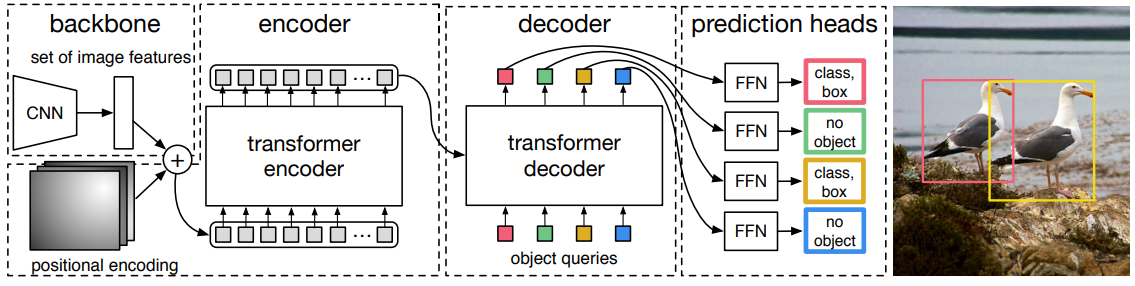 backbone
set of image features
CNN
+
positional encoding
encoder
...
transformer
encoder
...
decoder
transformer
decoder
object queries
prediction heads
FFN
class,
box
FFN
no
object
FFN
class,
box
FFN
no
object